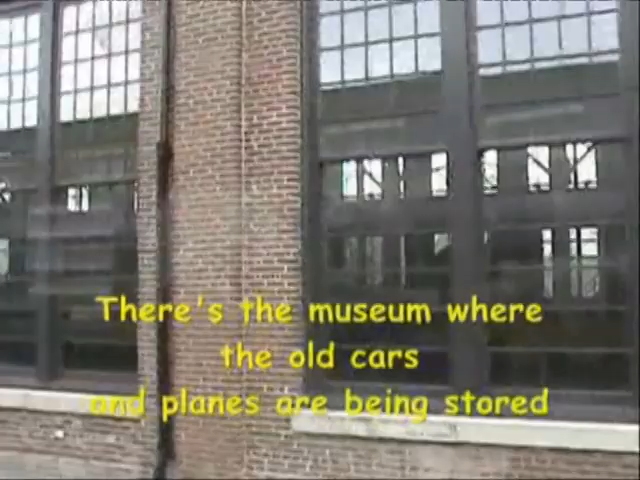 There's the museum where
the old cars
and planes are being stored